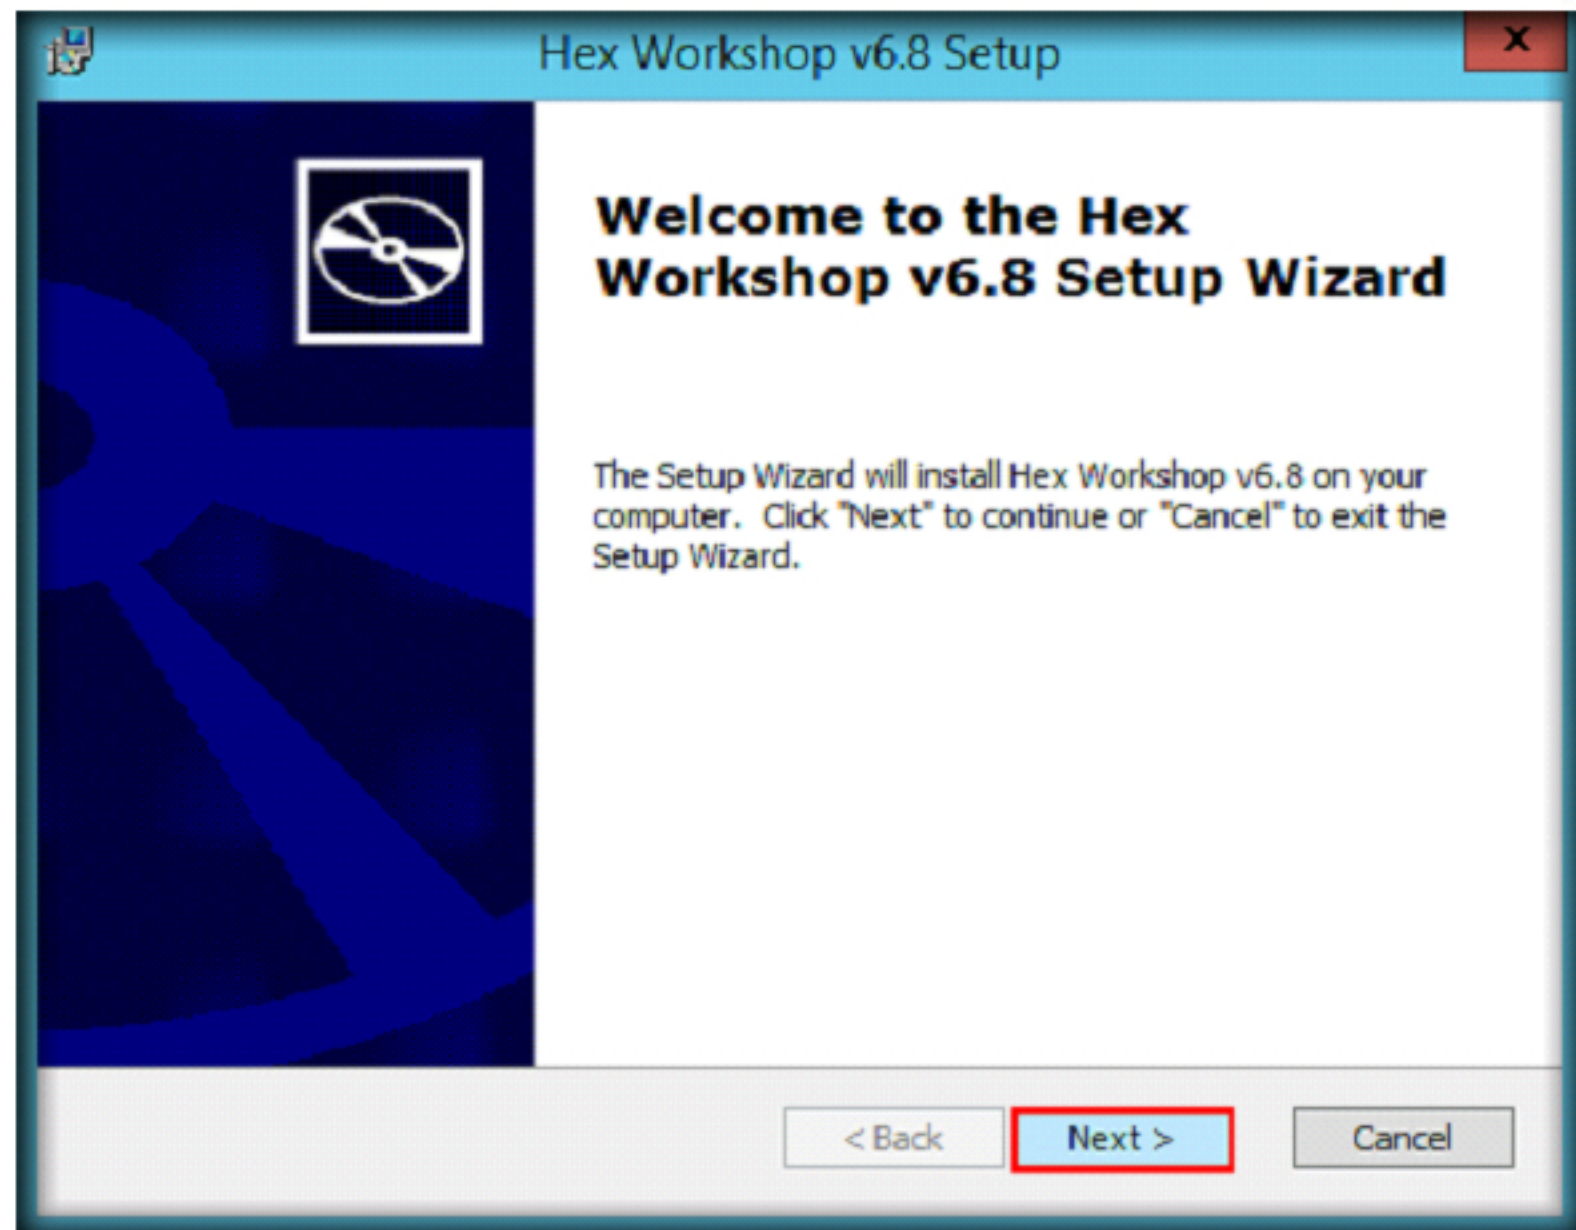 Hex Workshop v6.8 Setup
x
Welcome to the Hex
Workshop v6.8 Setup Wizard
The Setup Wizard will install Hex Workshop v6.8 on your
computer.  Click "Next" to continue or "Cancel" to exit the
Setup Wizard.
< Back Next > Cancel